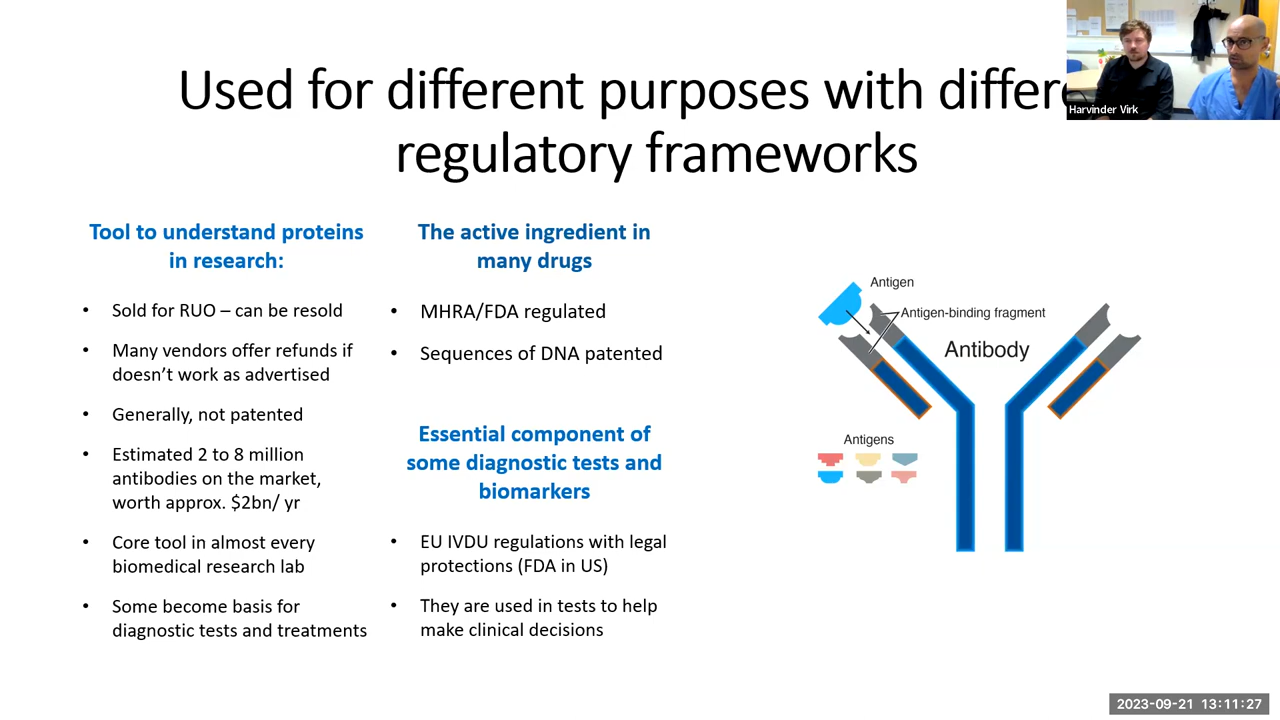 Used for different purposes with differe
regulatory frameworks
Harvinder Virk
Tool to understand proteins
in research:
• Sold for RUO – can be resold
• Many vendors offer refunds if
doesn’t work as advertised
• Generally, not patented
• Estimated 2 to 8 million
antibodies on the market,
worth approx. $2bn/ yr
• Core tool in almost every
biomedical research lab
• Some become basis for
diagnostic tests and treatments
The active ingredient in
many drugs
• MHRA/FDA regulated
• Sequences of DNA patented
Essential component of
some diagnostic tests and
biomarkers
• EU IVDU regulations with legal
protections (FDA in US)
• They are used in tests to help
make clinical decisions
Antigen
Antigen-binding fragment
Antibody
Antigens
2023-09-21 13:11:27